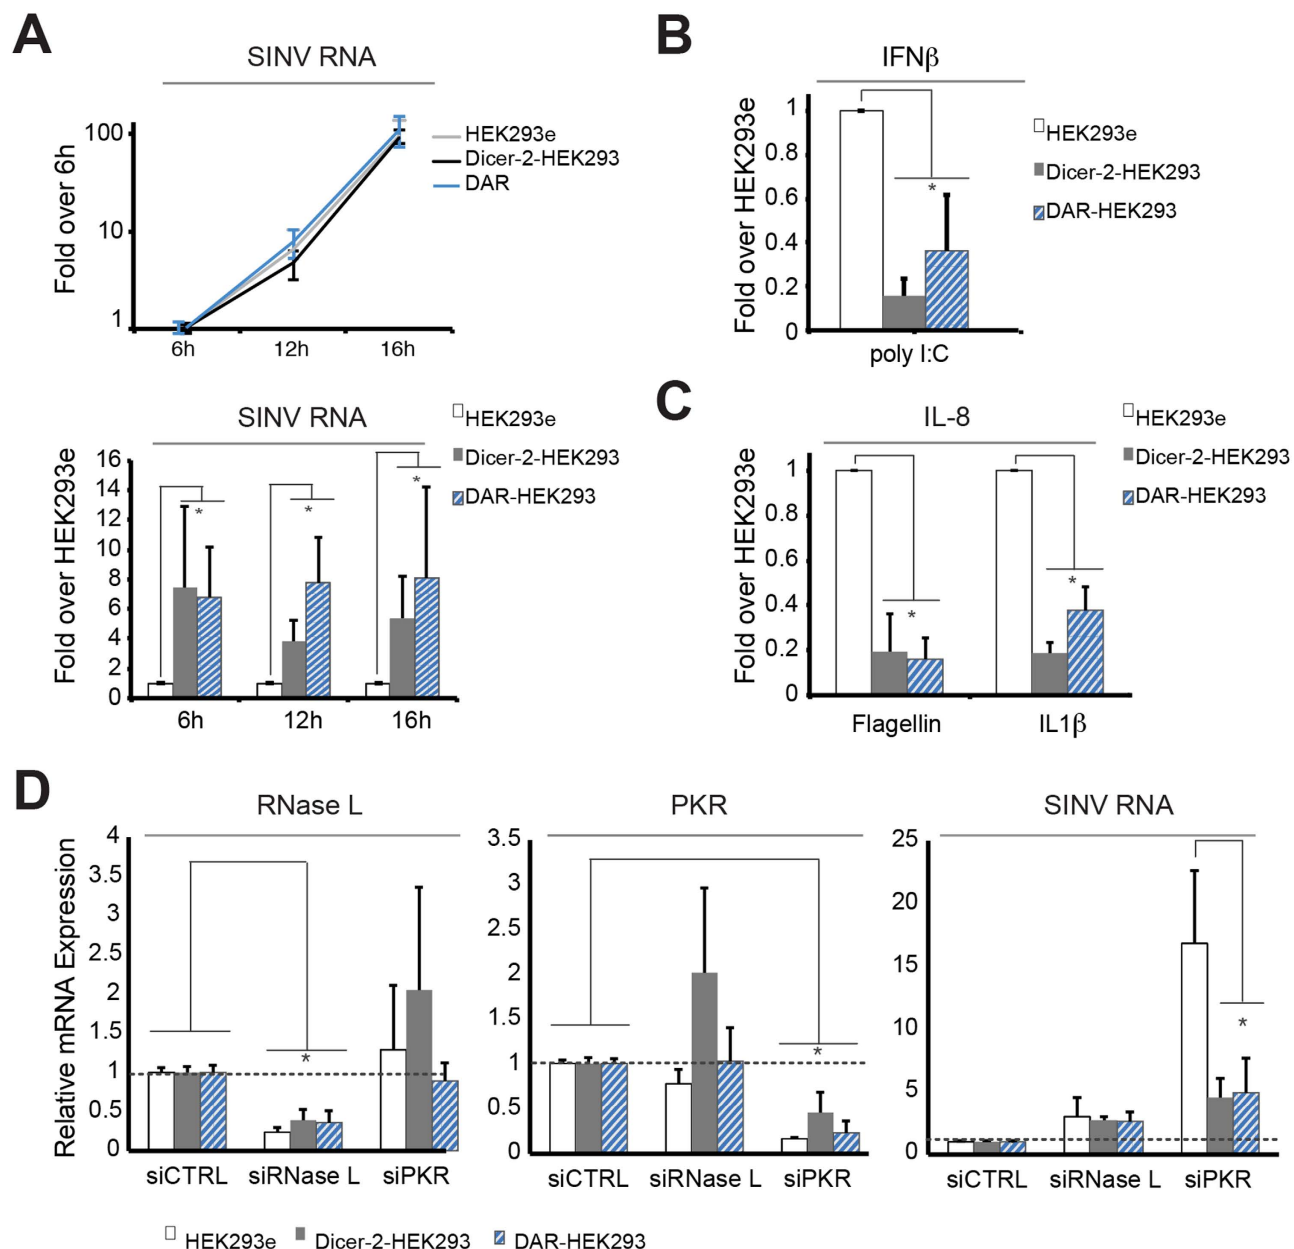 A
SINV RNA
Fold over 6h
100
10
1
6h 12h 16h
HEK293e
Dicer-2-HEK293
DAR
SINV RNA
Fold over HEK293e
16
14
12
10
8
6
4
2
0
* * *
6h 12h 16h
HEK293e
Dicer-2-HEK293
DAR-HEK293
B
IFNβ
Fold over HEK293e
1
0.8
0.6
0.4
0.2
0
*
poly I:C
HEK293e
Dicer-2-HEK293
DAR-HEK293
C
IL-8
Fold over HEK293e
1
0.8
0.6
0.4
0.2
0
* *
Flagellin IL1β
HEK293e
Dicer-2-HEK293
DAR-HEK293
D
RNase L
Relative mRNA Expression
4
3.5
3
2.5
2
1.5
1
0.5
0
*
siCTRL siRNase L siPKR
PKR
3.5
3
2.5
2
1.5
1
0.5
0
*
siCTRL siRNase L siPKR
SINV RNA
25
20
15
10
5
0
*
siCTRL siRNase L siPKR
HEK293e Dicer-2-HEK293 DAR-HEK293